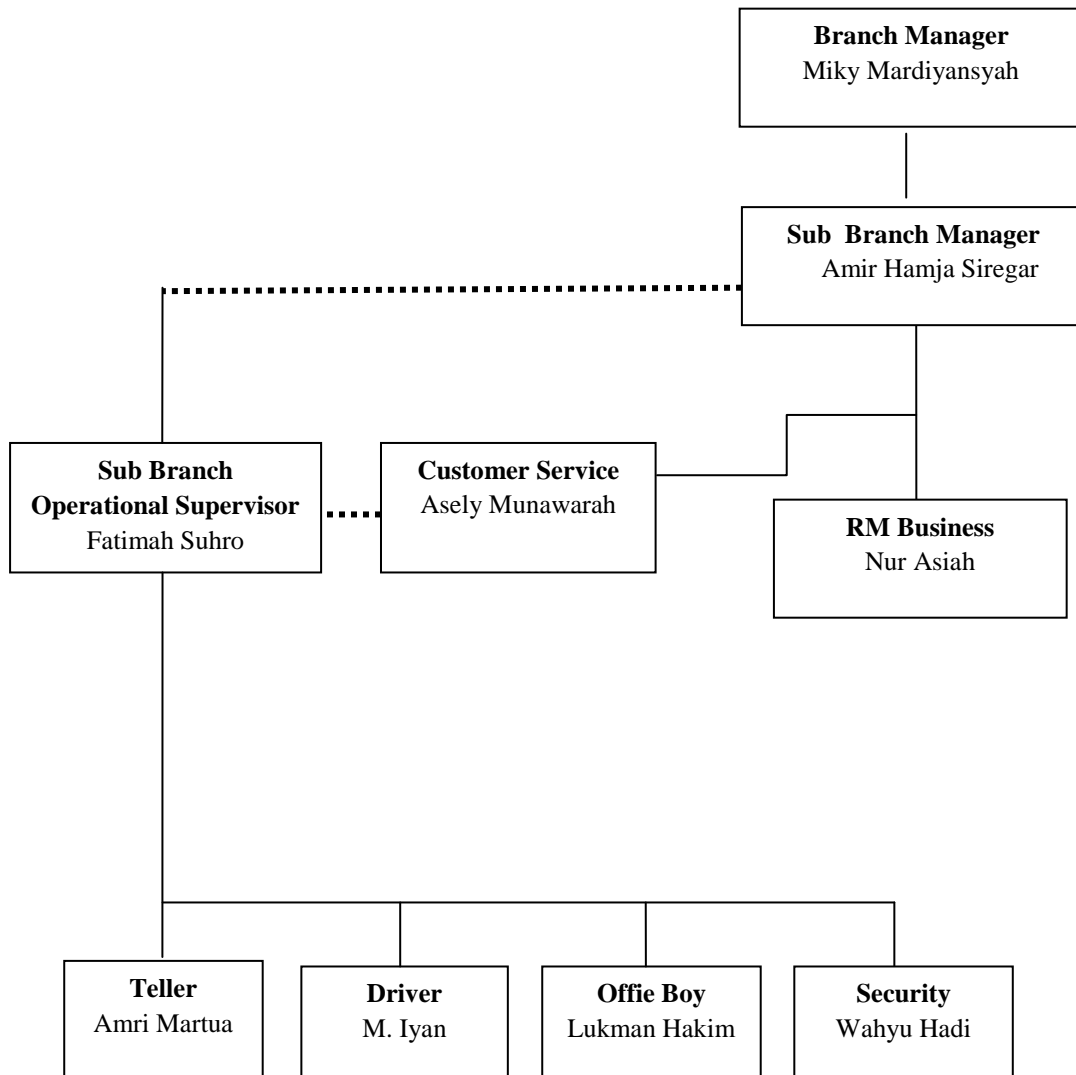 Branch Manager
Miky Mardiyansyah
Sub Branch Manager
Amir Hamja Siregar
Sub Branch
Operational Supervisor
Fatimah Suhro
Customer Service
Asely Munawarah
RM Business
Nur Asiah
Teller
Amri Martua
Driver
M. Iyan
Offie Boy
Lukman Hakim
Security
Wahyu Hadi